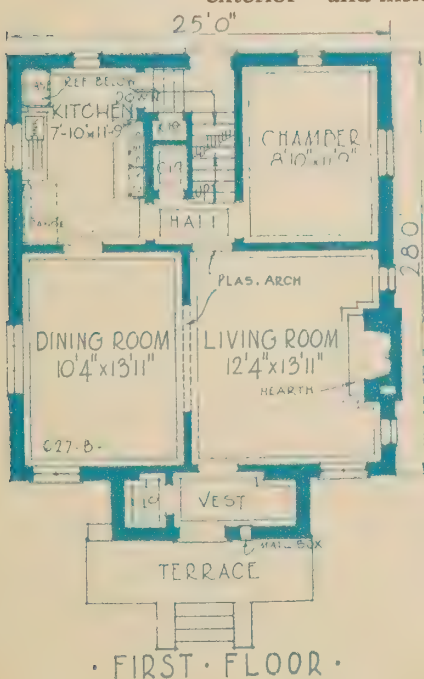 25'0"
REF. BELOW
KITCHEN
7'-10"x11'-9"
CHAMBER
8'10"x11'9"
UP
HALL
28'0
PLAS. ARCH
DINING ROOM
10'4"x13'11"
LIVING ROOM
12'4"x13'11"
HEARTH
627-B-
VEST
MAIL BOX
TERRACE
· FIRST · FLOOR ·